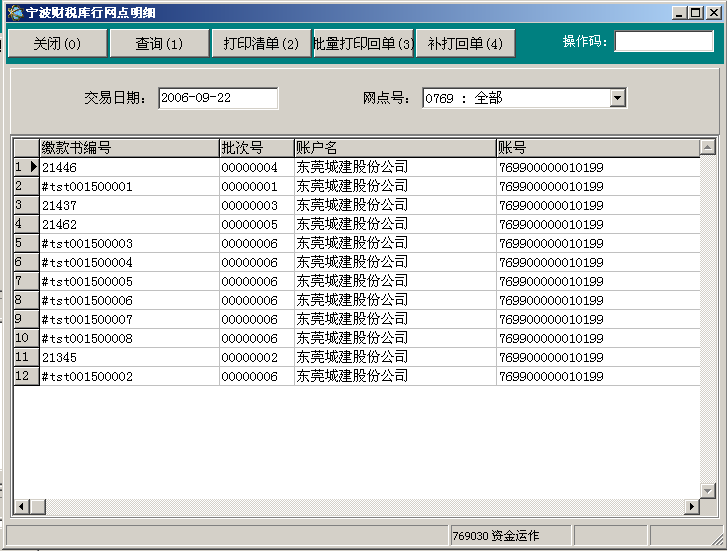 宁波财税库行网点明细
关闭(0) 查询(1) 打印清单(2) 批量打印回单(3) 补打回单(4) 操作码:
交易日期: 2006-09-22 网点号: 0769 : 全部
缴款书编号 批次号 账户名 账号
1 21446 00000004 东莞城建股份公司 769900000010199
2 #tst001500001 00000001 东莞城建股份公司 769900000010199
3 21437 00000003 东莞城建股份公司 769900000010199
4 21462 00000005 东莞城建股份公司 769900000010199
5 #tst001500003 00000006 东莞城建股份公司 769900000010199
6 #tst001500004 00000006 东莞城建股份公司 769900000010199
7 #tst001500005 00000006 东莞城建股份公司 769900000010199
8 #tst001500006 00000006 东莞城建股份公司 769900000010199
9 #tst001500007 00000006 东莞城建股份公司 769900000010199
10 #tst001500008 00000006 东莞城建股份公司 769900000010199
11 21345 00000002 东莞城建股份公司 769900000010199
12 #tst001500002 00000006 东莞城建股份公司 769900000010199
769030 资金运作